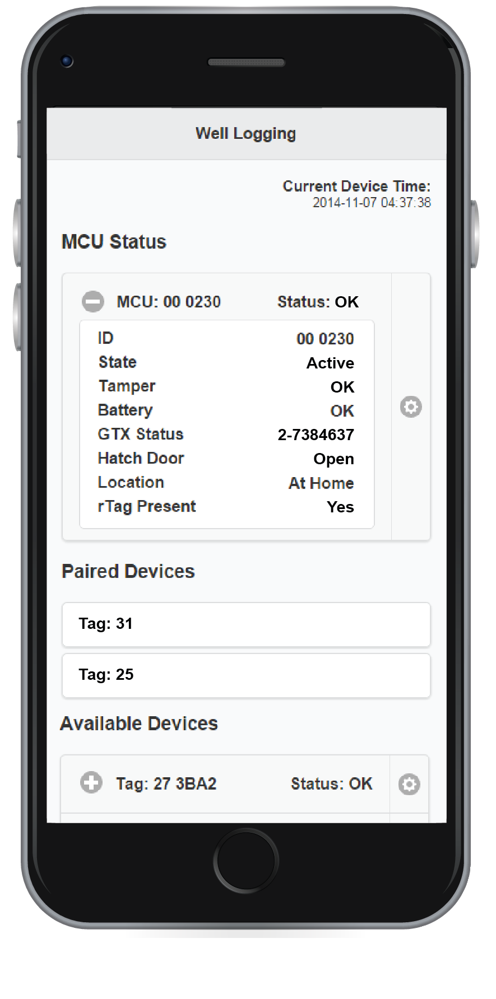 Well Logging
Current Device Time:
2014-11-07 04:37:38
MCU Status
MCU: 00 0230 Status: OK
ID 00 0230
State Active
Tamper OK
Battery OK
GTX Status 2-7384637
Hatch Door Open
Location At Home
rTag Present Yes
Paired Devices
Tag: 31
Tag: 25
Available Devices
Tag: 27 3BA2 Status: OK